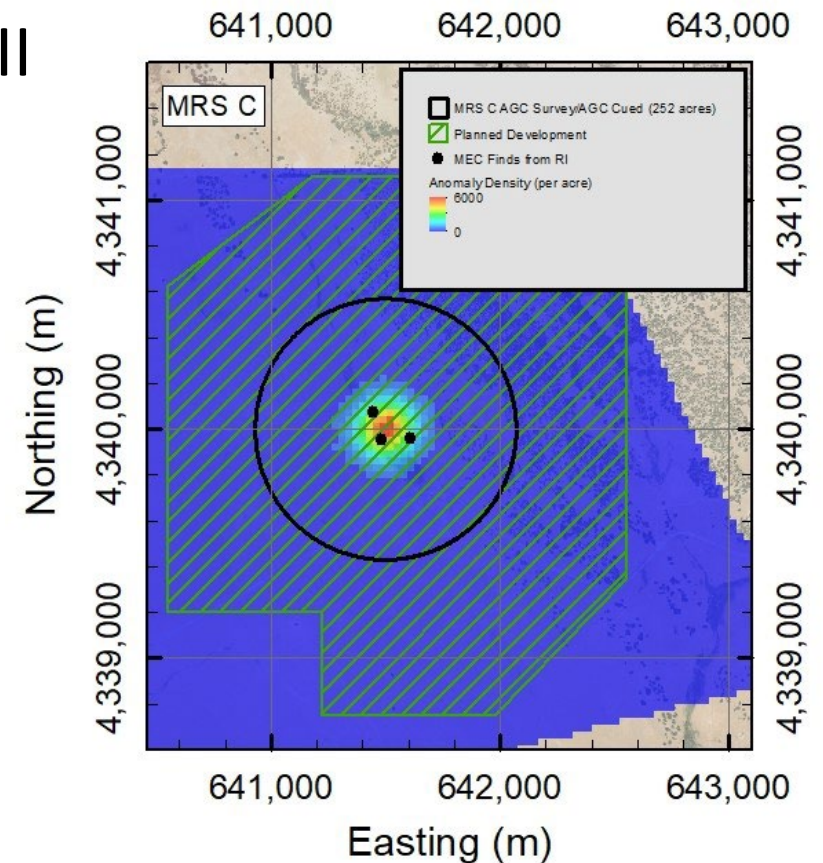 ll
641,000 642,000 643,000
MRS C
MRS C AGC Survey/AGC Cued (252 acres)
Planned Development
MEC Finds from RI
Anomaly Density (per acre)
6000
0
4,341,000
4,340,000
4,339,000
Northing (m)
4,341,000
4,340,000
4,339,000
641,000 642,000 643,000
Easting (m)